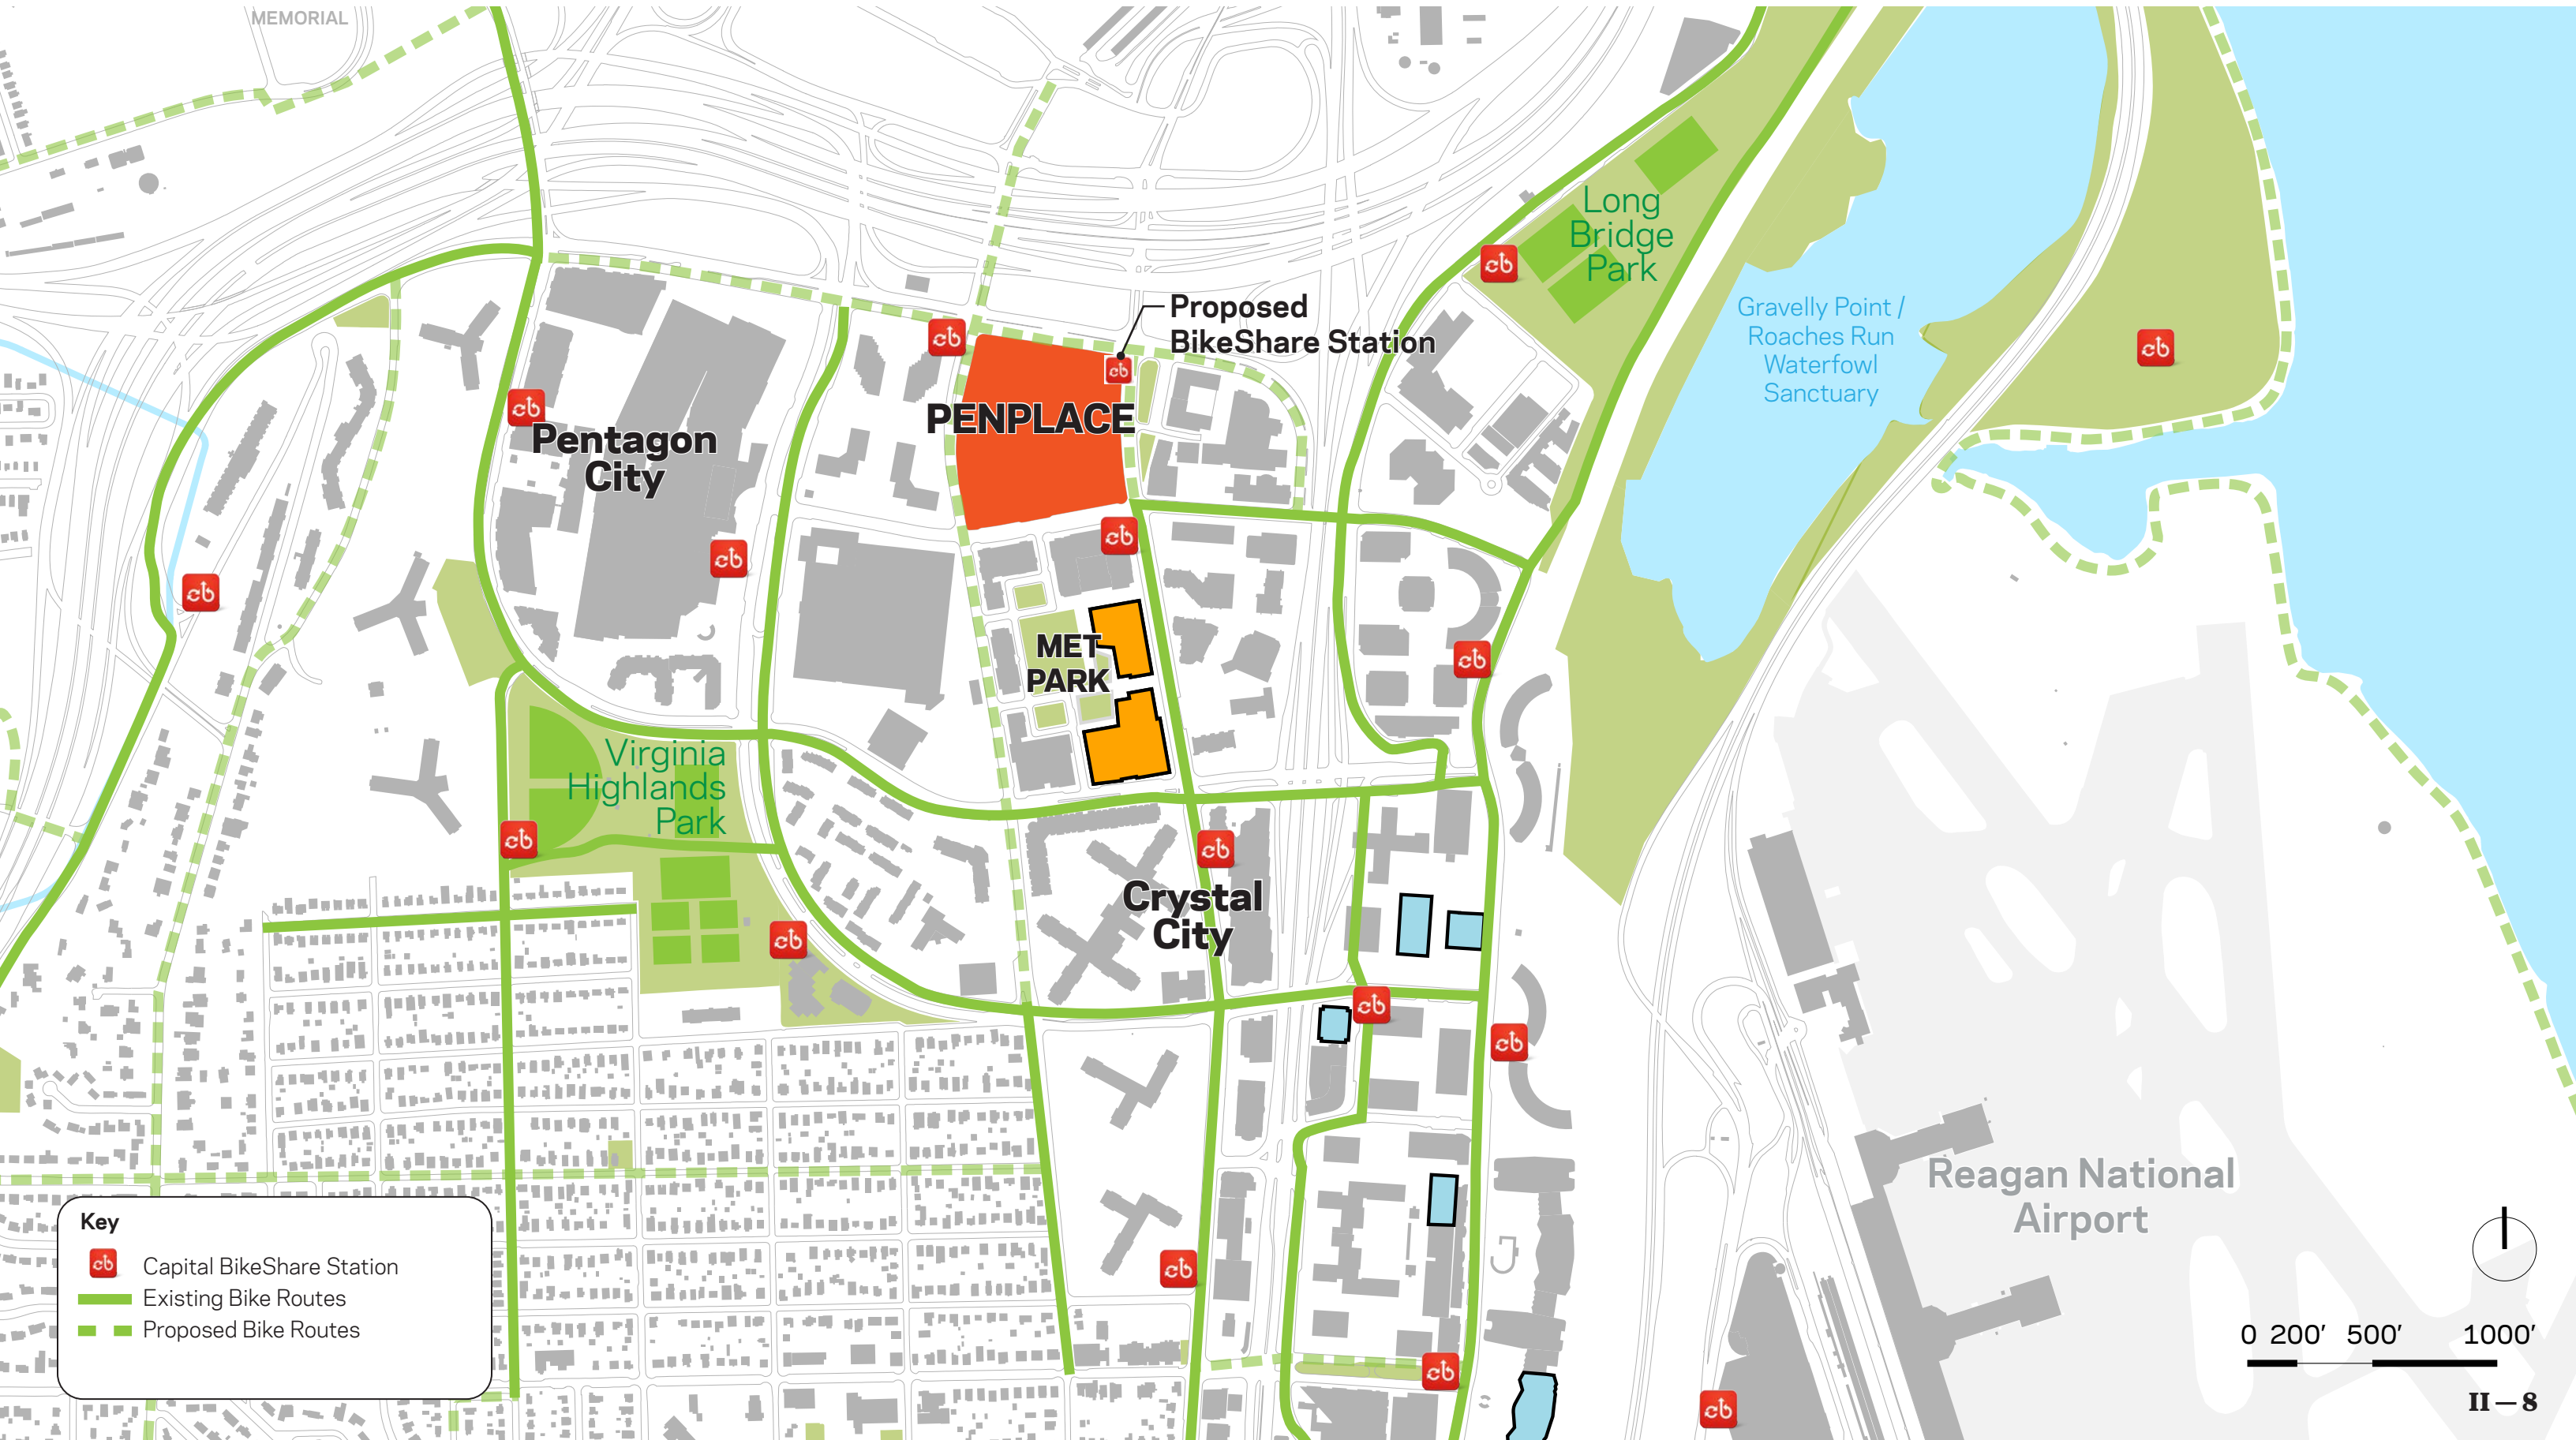 MEMORIAL
Long
Bridge
Park
Gravelly Point /
Roaches Run
Waterfowl
Sanctuary
Proposed
BikeShare Station
PENPLACE
Pentagon
City
MET
PARK
Virginia
Highlands
Park
Crystal
City
Reagan National
Airport
Key
cb Capital BikeShare Station
Existing Bike Routes
Proposed Bike Routes
0 200′ 500′ 1000′
II — 8